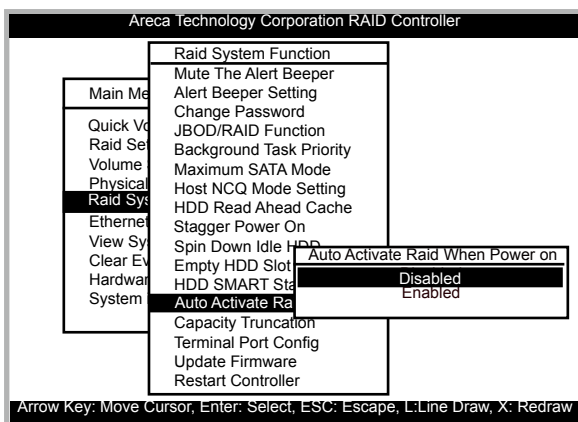 Areca Technology Corporation RAID Controller
Main Me
Quick Vo
Raid Set
Volume
Physical
Raid Sys
Ethernet
View Sy
Clear Ev
Hardwar
System
Raid System Function
Mute The Alert Beeper
Alert Beeper Setting
Change Password
JBOD/RAID Function
Background Task Priority
Maximum SATA Mode
Host NCQ Mode Setting
HDD Read Ahead Cache
Stagger Power On
Spin Down Idle HDD
Empty HDD Slot
HDD SMART Sta
Auto Activate Ra
Capacity Truncation
Terminal Port Config
Update Firmware
Restart Controller
Auto Activate Raid When Power on
Disabled
Enabled
Arrow Key: Move Cursor, Enter: Select, ESC: Escape, L:Line Draw, X: Redraw